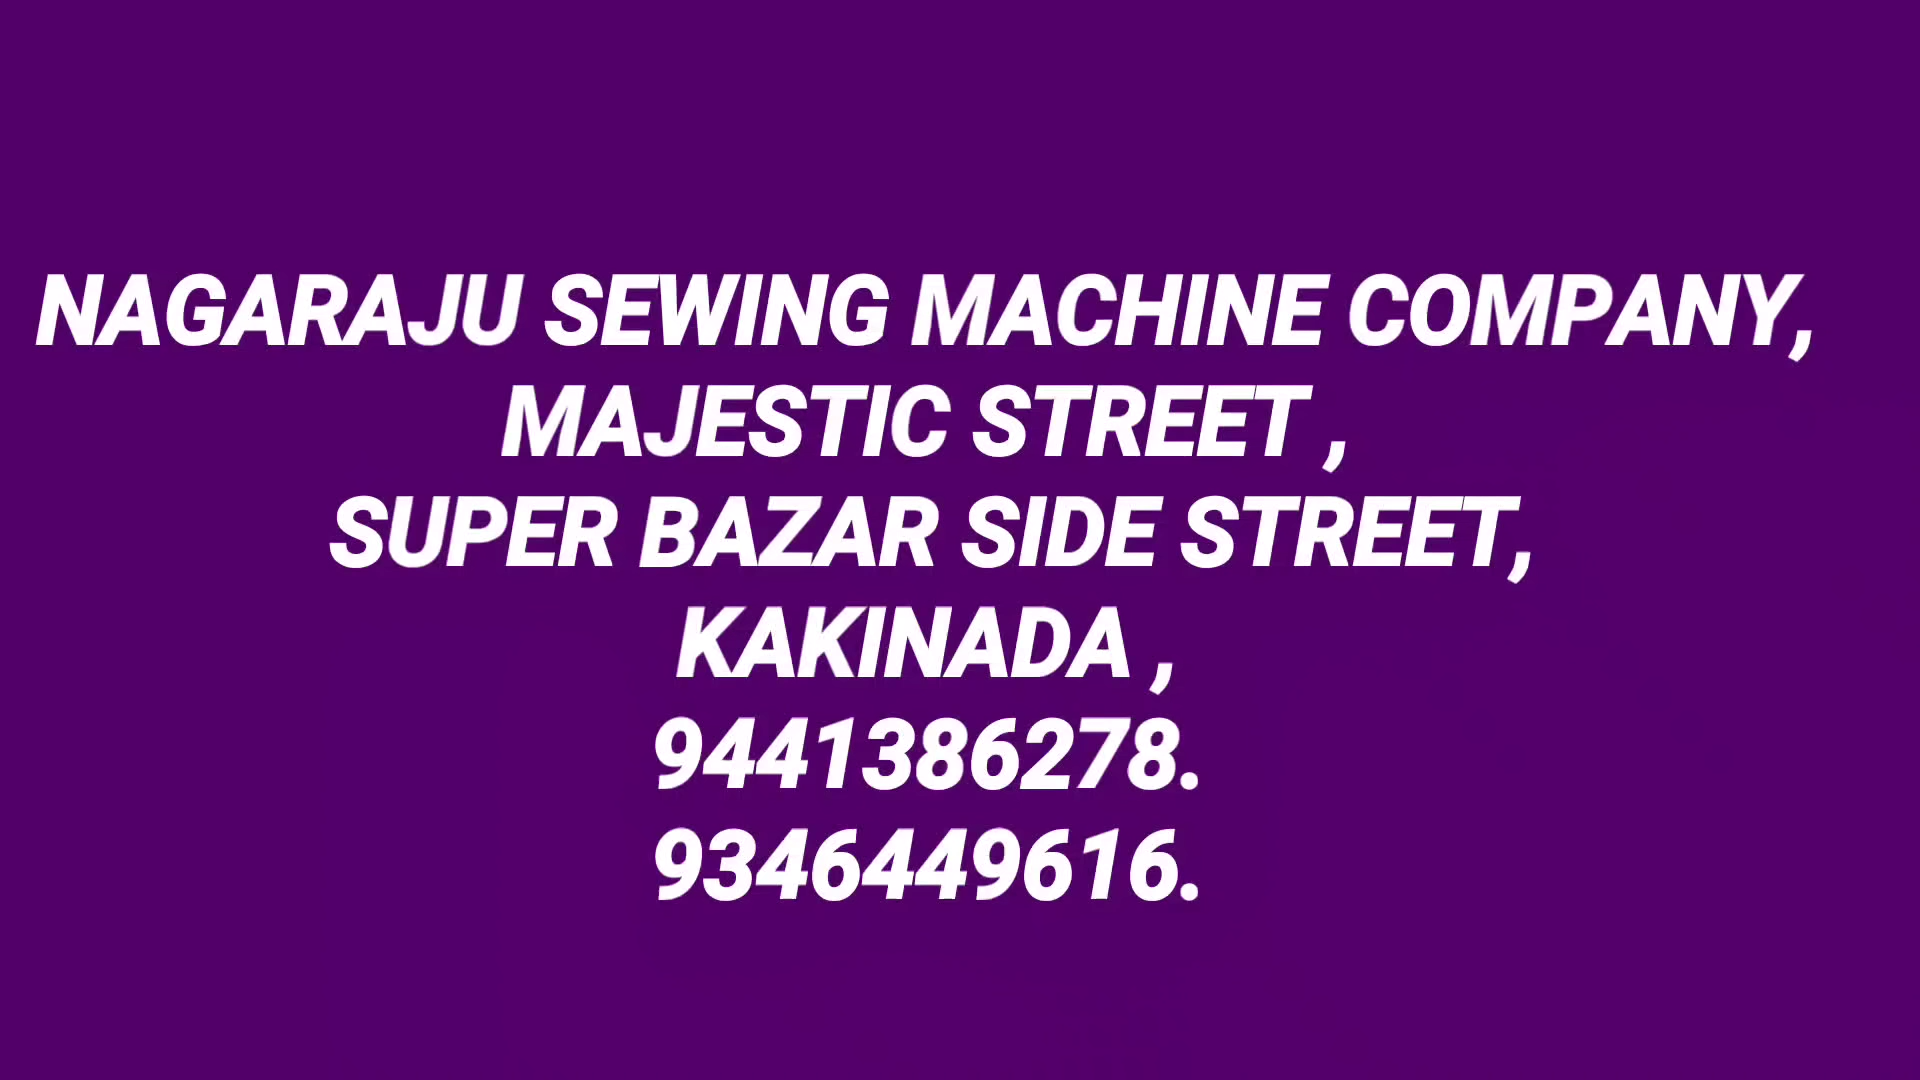 NAGARAJU SEWING MACHINE COMPANY,
MAJESTIC STREET ,
SUPER BAZAR SIDE STREET,
KAKINADA ,
9441386278.
9346449616.